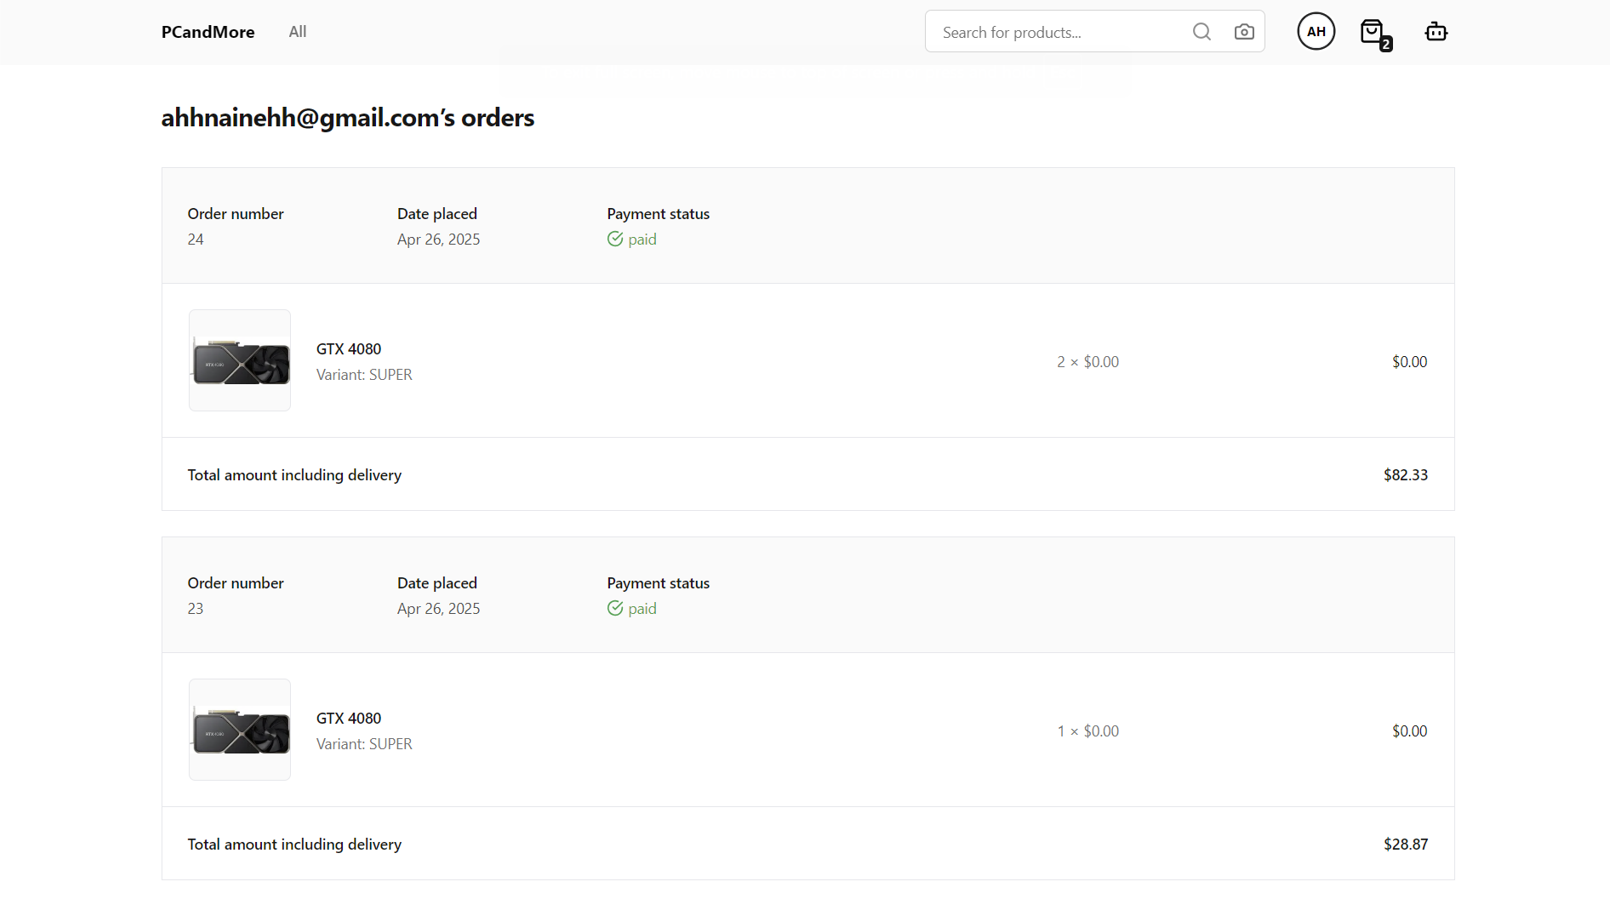 PCandMore All Search for products... AH 2
ahhnainehh@gmail.com’s orders
Order number Date placed Payment status
24 Apr 26, 2025 paid
GTX 4080
Variant: SUPER
2 × $0.00 $0.00
Total amount including delivery $82.33
Order number Date placed Payment status
23 Apr 26, 2025 paid
GTX 4080
Variant: SUPER
1 × $0.00 $0.00
Total amount including delivery $28.87